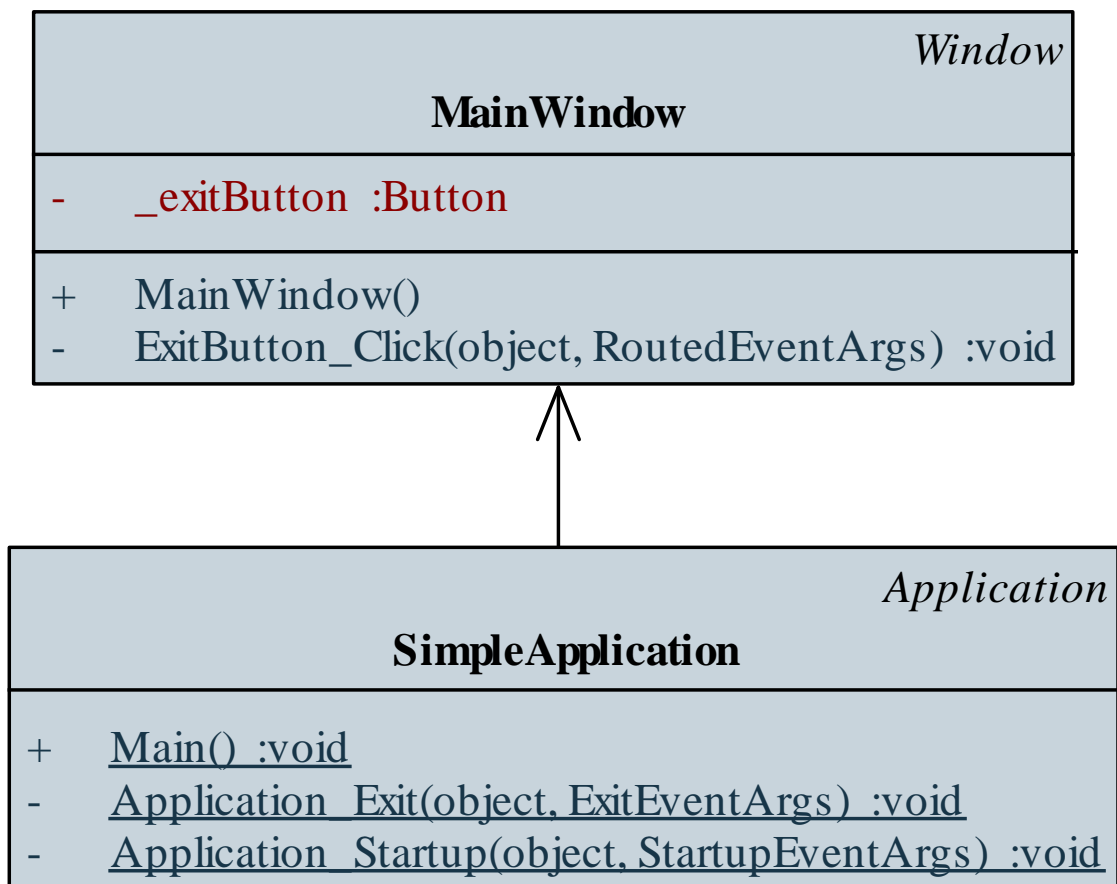 Window
MainWindow
- _exitButton :Button
+ MainWindow()
- ExitButton_Click(object, RoutedEventArgs) :void
Application
SimpleApplication
+ Main() :void
- Application_Exit(object, ExitEventArgs) :void
- Application_Startup(object, StartupEventArgs) :void